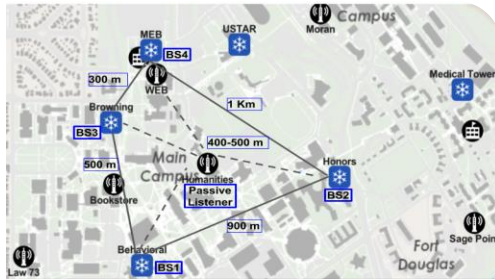 Campus
Moran
USTAR
MEB
BS4
WEB
300 m
Medical Tower
Browning
BS3
1 Km
400-500 m
500 m
Main
Campus
Humanities
Passive
Listener
Honors
BS2
Bookstore
900 m
Behavioral
BS1
Law 73
Fort
Douglas
Sage Poin